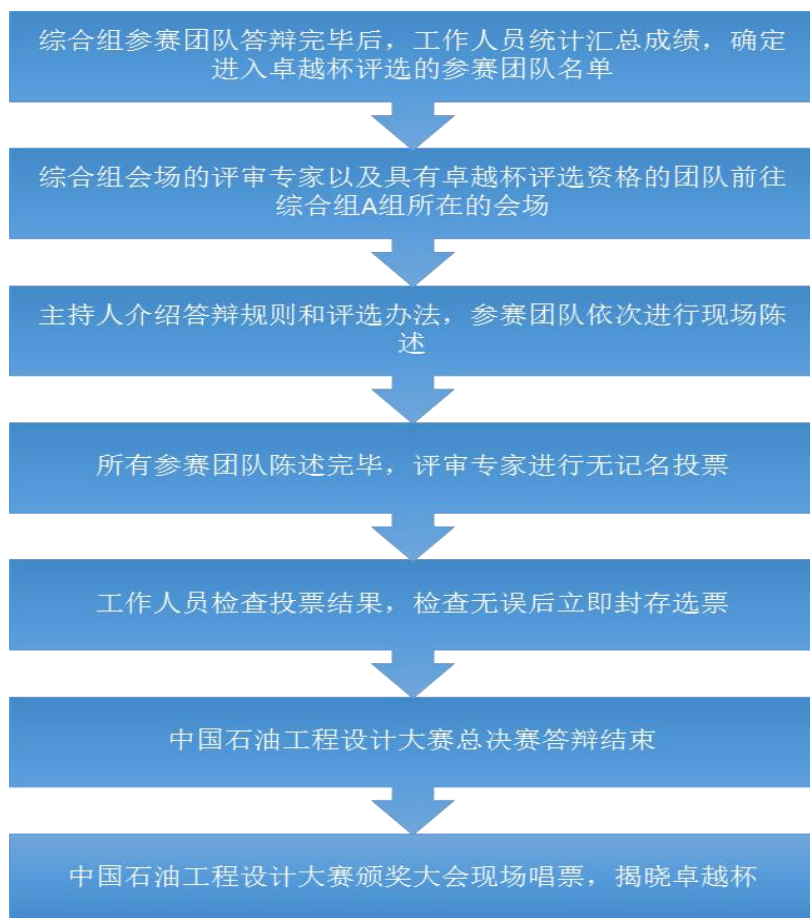 综合组参赛团队答辩完毕后，工作人员统计汇总成绩，确定
进入卓越杯评选的参赛团队名单
综合组会场的评审专家以及具有卓越杯评选资格的团队前往
综合组A组所在的会场
主持人介绍答辩规则和评选办法，参赛团队依次进行现场陈
述
所有参赛团队陈述完毕，评审专家进行无记名投票
工作人员检查投票结果，检查无误后立即封存选票
中国石油工程设计大赛总决赛答辩结束
中国石油工程设计大赛颁奖大会现场唱票，揭晓卓越杯